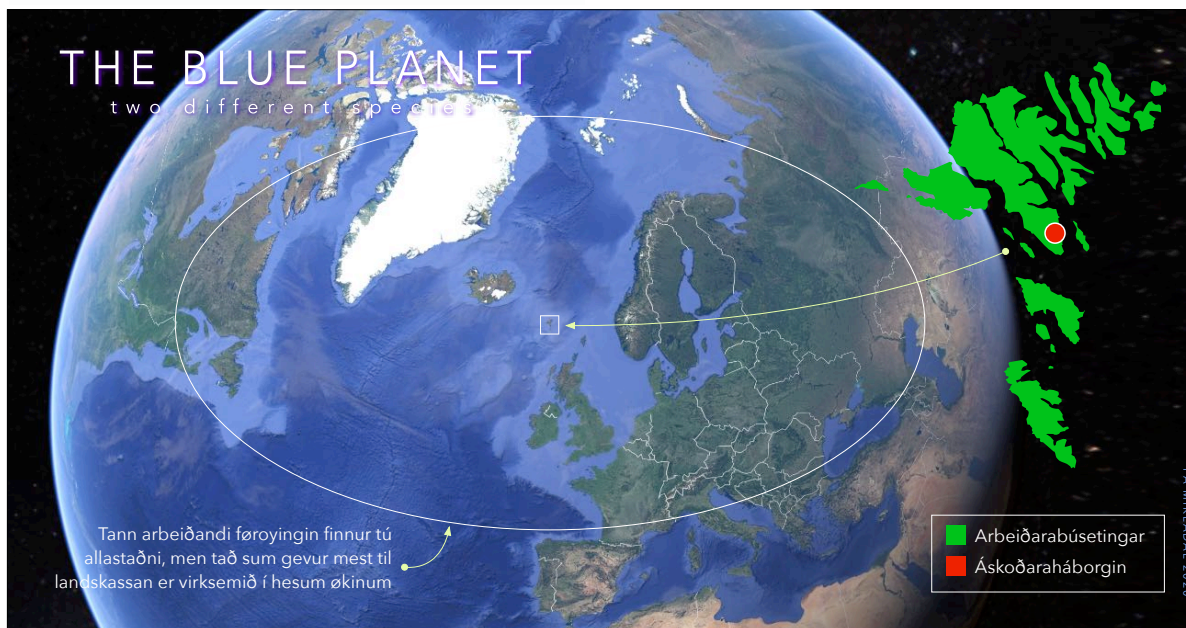 THE BLUE PLANET
two different species
Tann arbeiðandi føroyingin finnur tú
allastaðni, men tað sum gevur mest til
landskassan er virksemið í hesum økinum
Arbeiðarabúsetingar
Áskoðaraháborgin